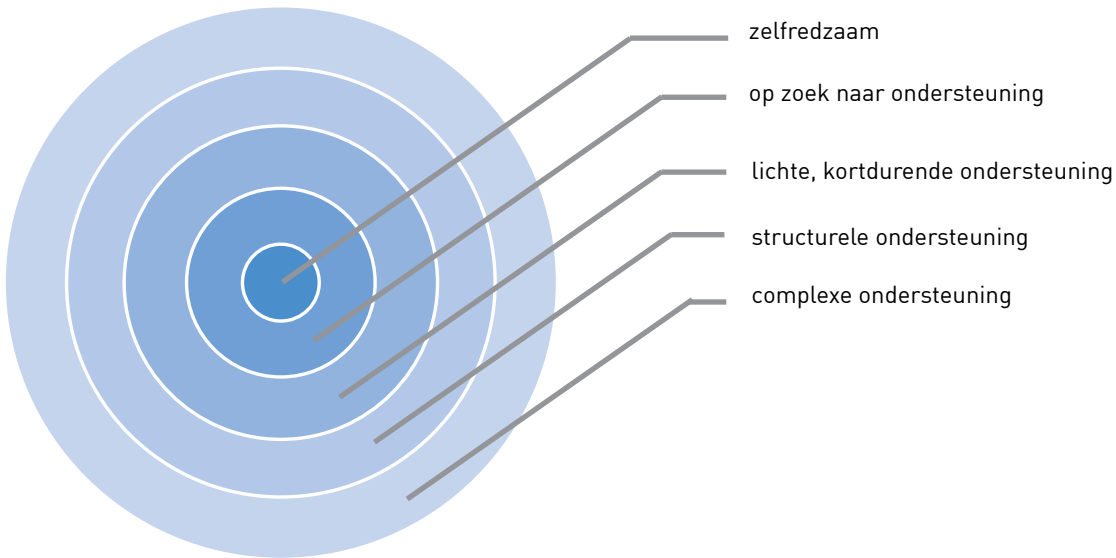 zelfredzaam
op zoek naar ondersteuning
lichte, kortdurende ondersteuning
structurele ondersteuning
complexe ondersteuning